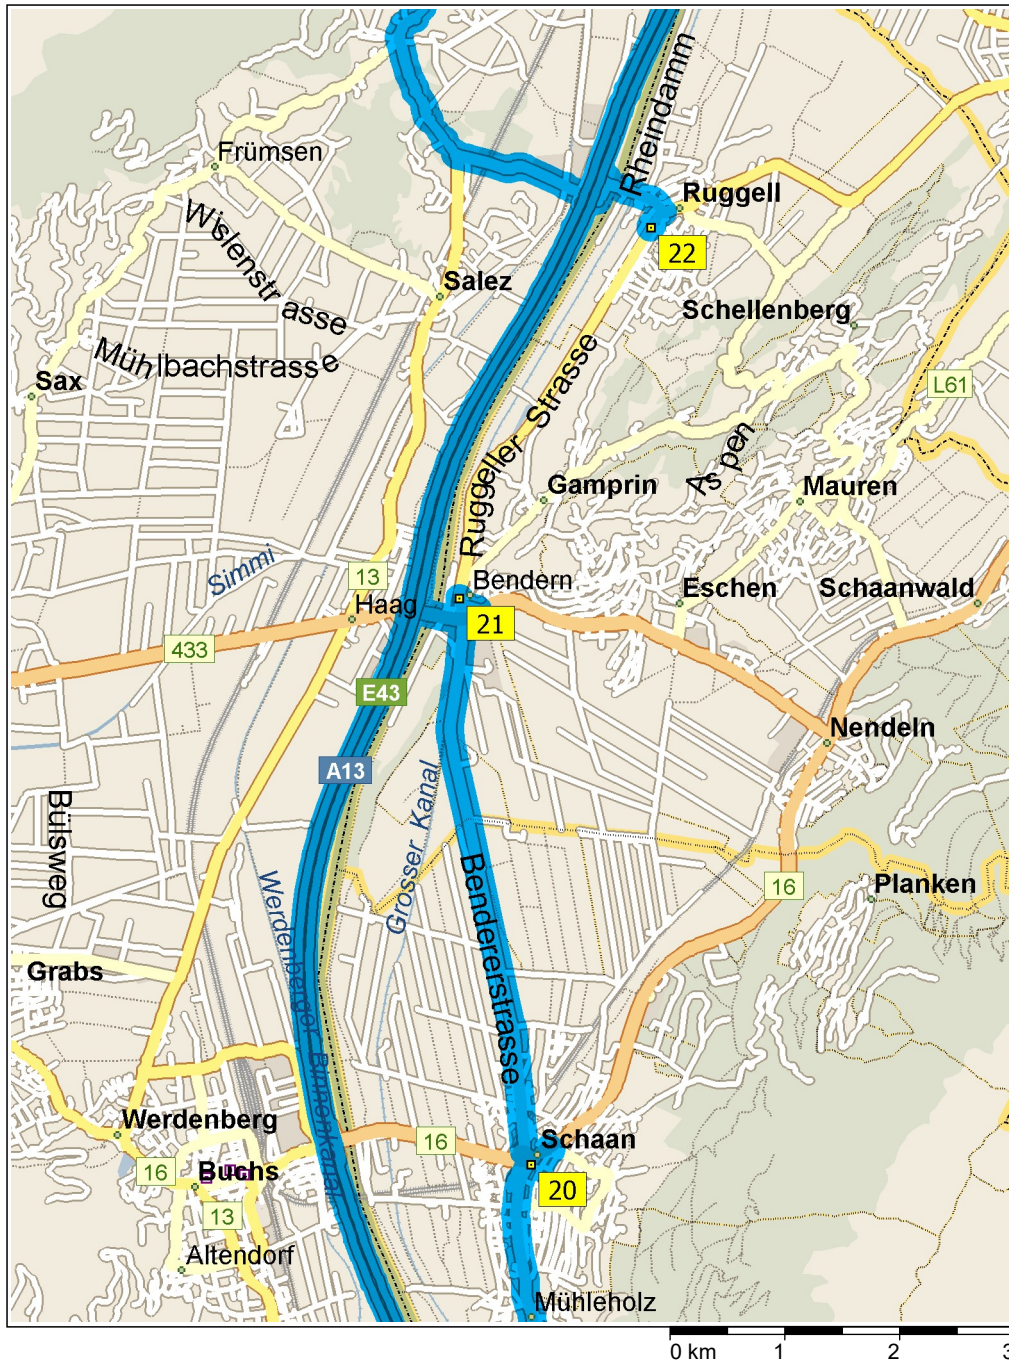 Rheindamm
Frümsen
Ruggell
Wislenstrasse
22
Salez
Schellenberg
Mühlbachstrasse
Sax
L61
Ruggeller Strasse
Aspen
Gamprin
Mauren
Simmi
13
Bendern
Eschen
Schaanwald
Haag
21
433
E43
Nendeln
A13
Grosser Kanal
Bülsweg
Bendererstrasse
16
Planken
Werdenberger Binnenkanal
Grabs
Werdenberg
16
Schaan
16
Buchs
20
13
Altendorf
Mühleholz
0 km 1 2 3